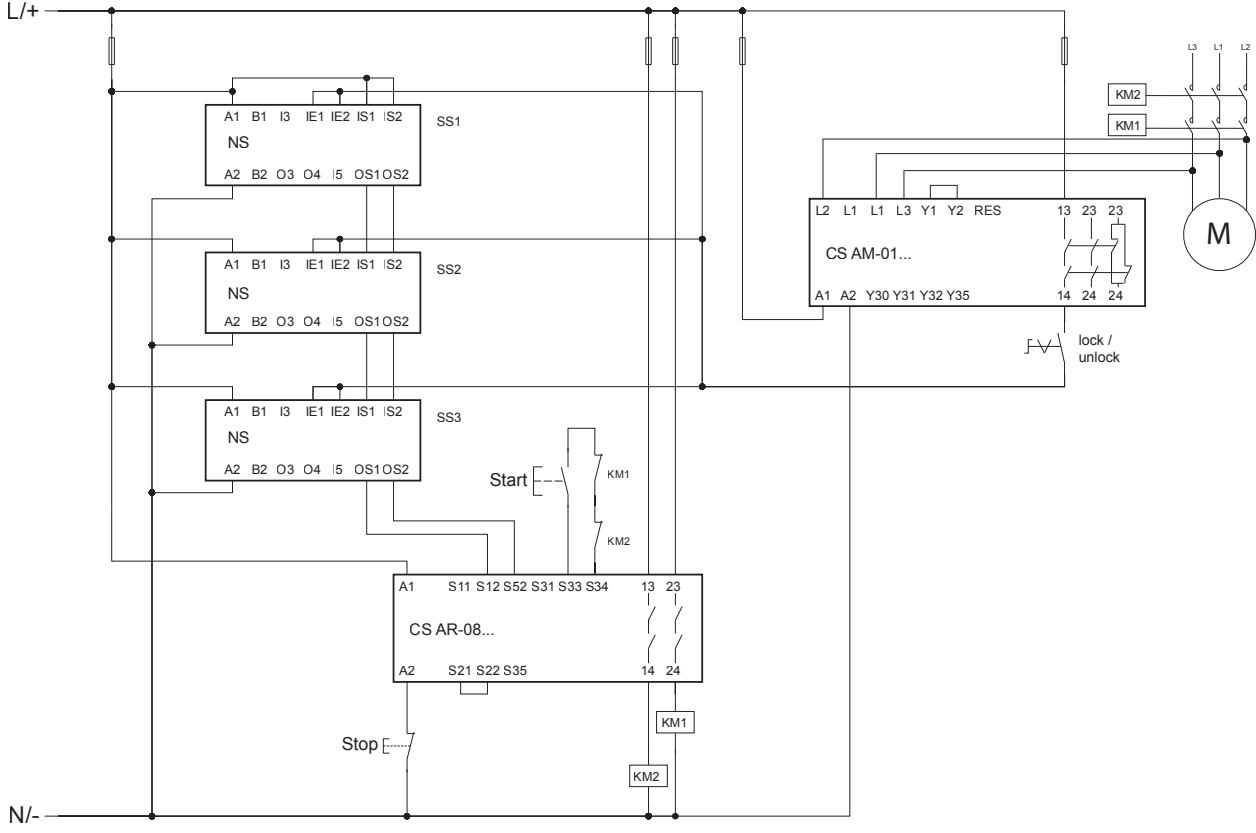 L/+
L3 L1 L2
KM2
KM1
A1 B1 I3 IE1 IE2 IS1 IS2
SS1
NS
A2 B2 O3 O4 I5 OS1 OS2
L2 L1 L1 L3 Y1 Y2 RES 13 23 23
M
CS AM-01...
A1 B1 I3 IE1 IE2 IS1 IS2
SS2
NS
A1 A2 Y30 Y31 Y32 Y35 14 24 24
A2 B2 O3 O4 I5 OS1 OS2
lock /
unlock
A1 B1 I3 IE1 IE2 IS1 IS2
SS3
NS
A2 B2 O3 O4 I5 OS1 OS2
Start
KM1
KM2
A1 S11 S12 S52 S31 S33 S34 13 23
CS AR-08...
A2 S21 S22 S35 14 24
KM1
Stop
KM2
N/-